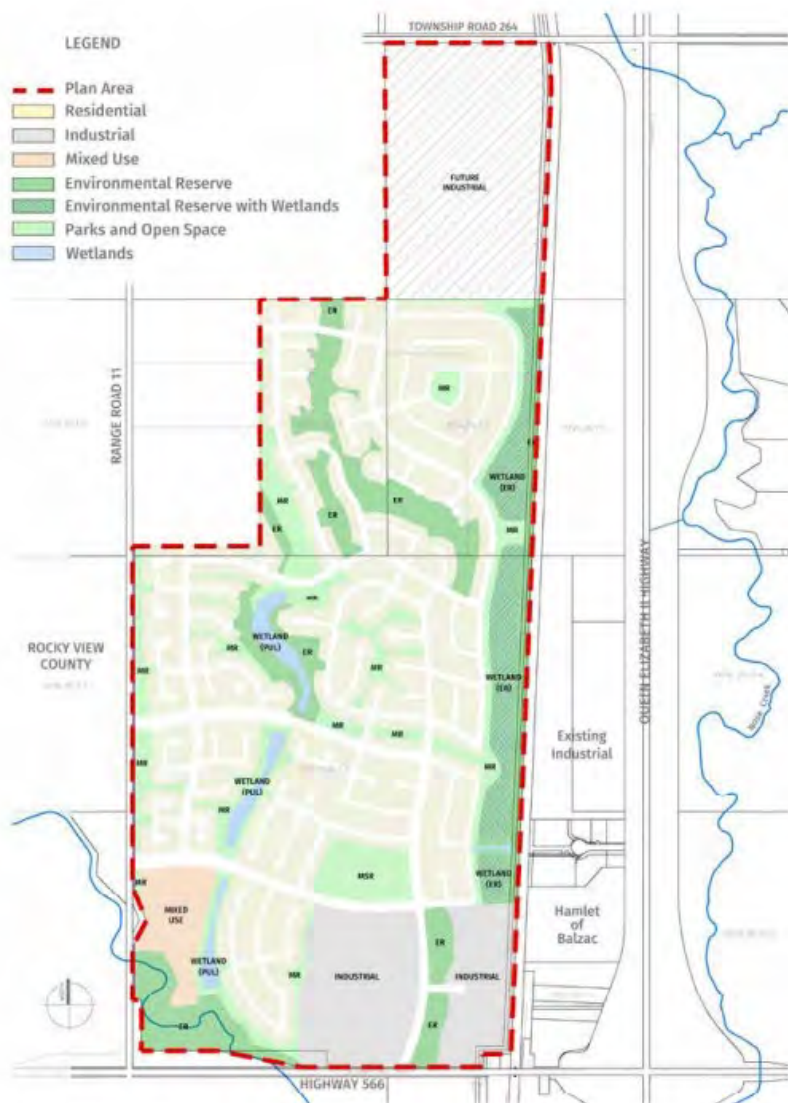 TOWNSHIP ROAD 264
LEGEND
Plan Area
Residential
Industrial
Mixed Use
Environmental Reserve
Environmental Reserve with Wetlands
Parks and Open Space
Wetlands
FUTURE
INDUSTRIAL
RANGE ROAD 11
QUEEN ELIZABETH II HIGHWAY
ER
MR
WETLAND
(ER)
MR
ER
ER
ER
MR
ROCKY VIEW
COUNTY
WETLAND
(PUL)
MR
ER
MR
MR
WETLAND
(ER)
MR
MR
MR
MR
WETLAND
(PUL)
MR
Existing
Industrial
Nose Creek
MR
MSR
WETLAND
(ER)
MIXED
USE
Hamlet
of
Balzac
WETLAND
(PUL)
MR
INDUSTRIAL
ER
INDUSTRIAL
ER
ER
HIGHWAY 566